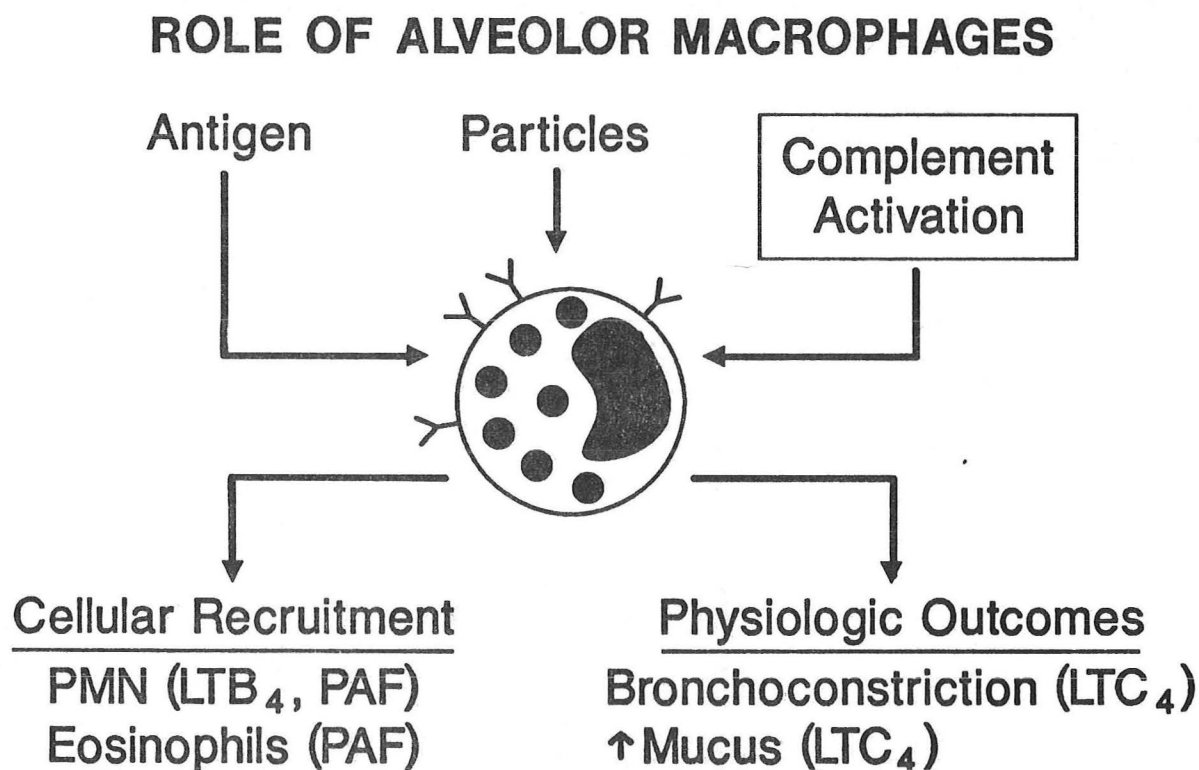 ROLE OF ALVEOLOR MACROPHAGES
Antigen
Particles
Complement
Activation
Cellular Recruitment
PMN (LTB₄, PAF)
Eosinophils (PAF)
Physiologic Outcomes
Bronchoconstriction (LTC₄)
↑Mucus (LTC₄)